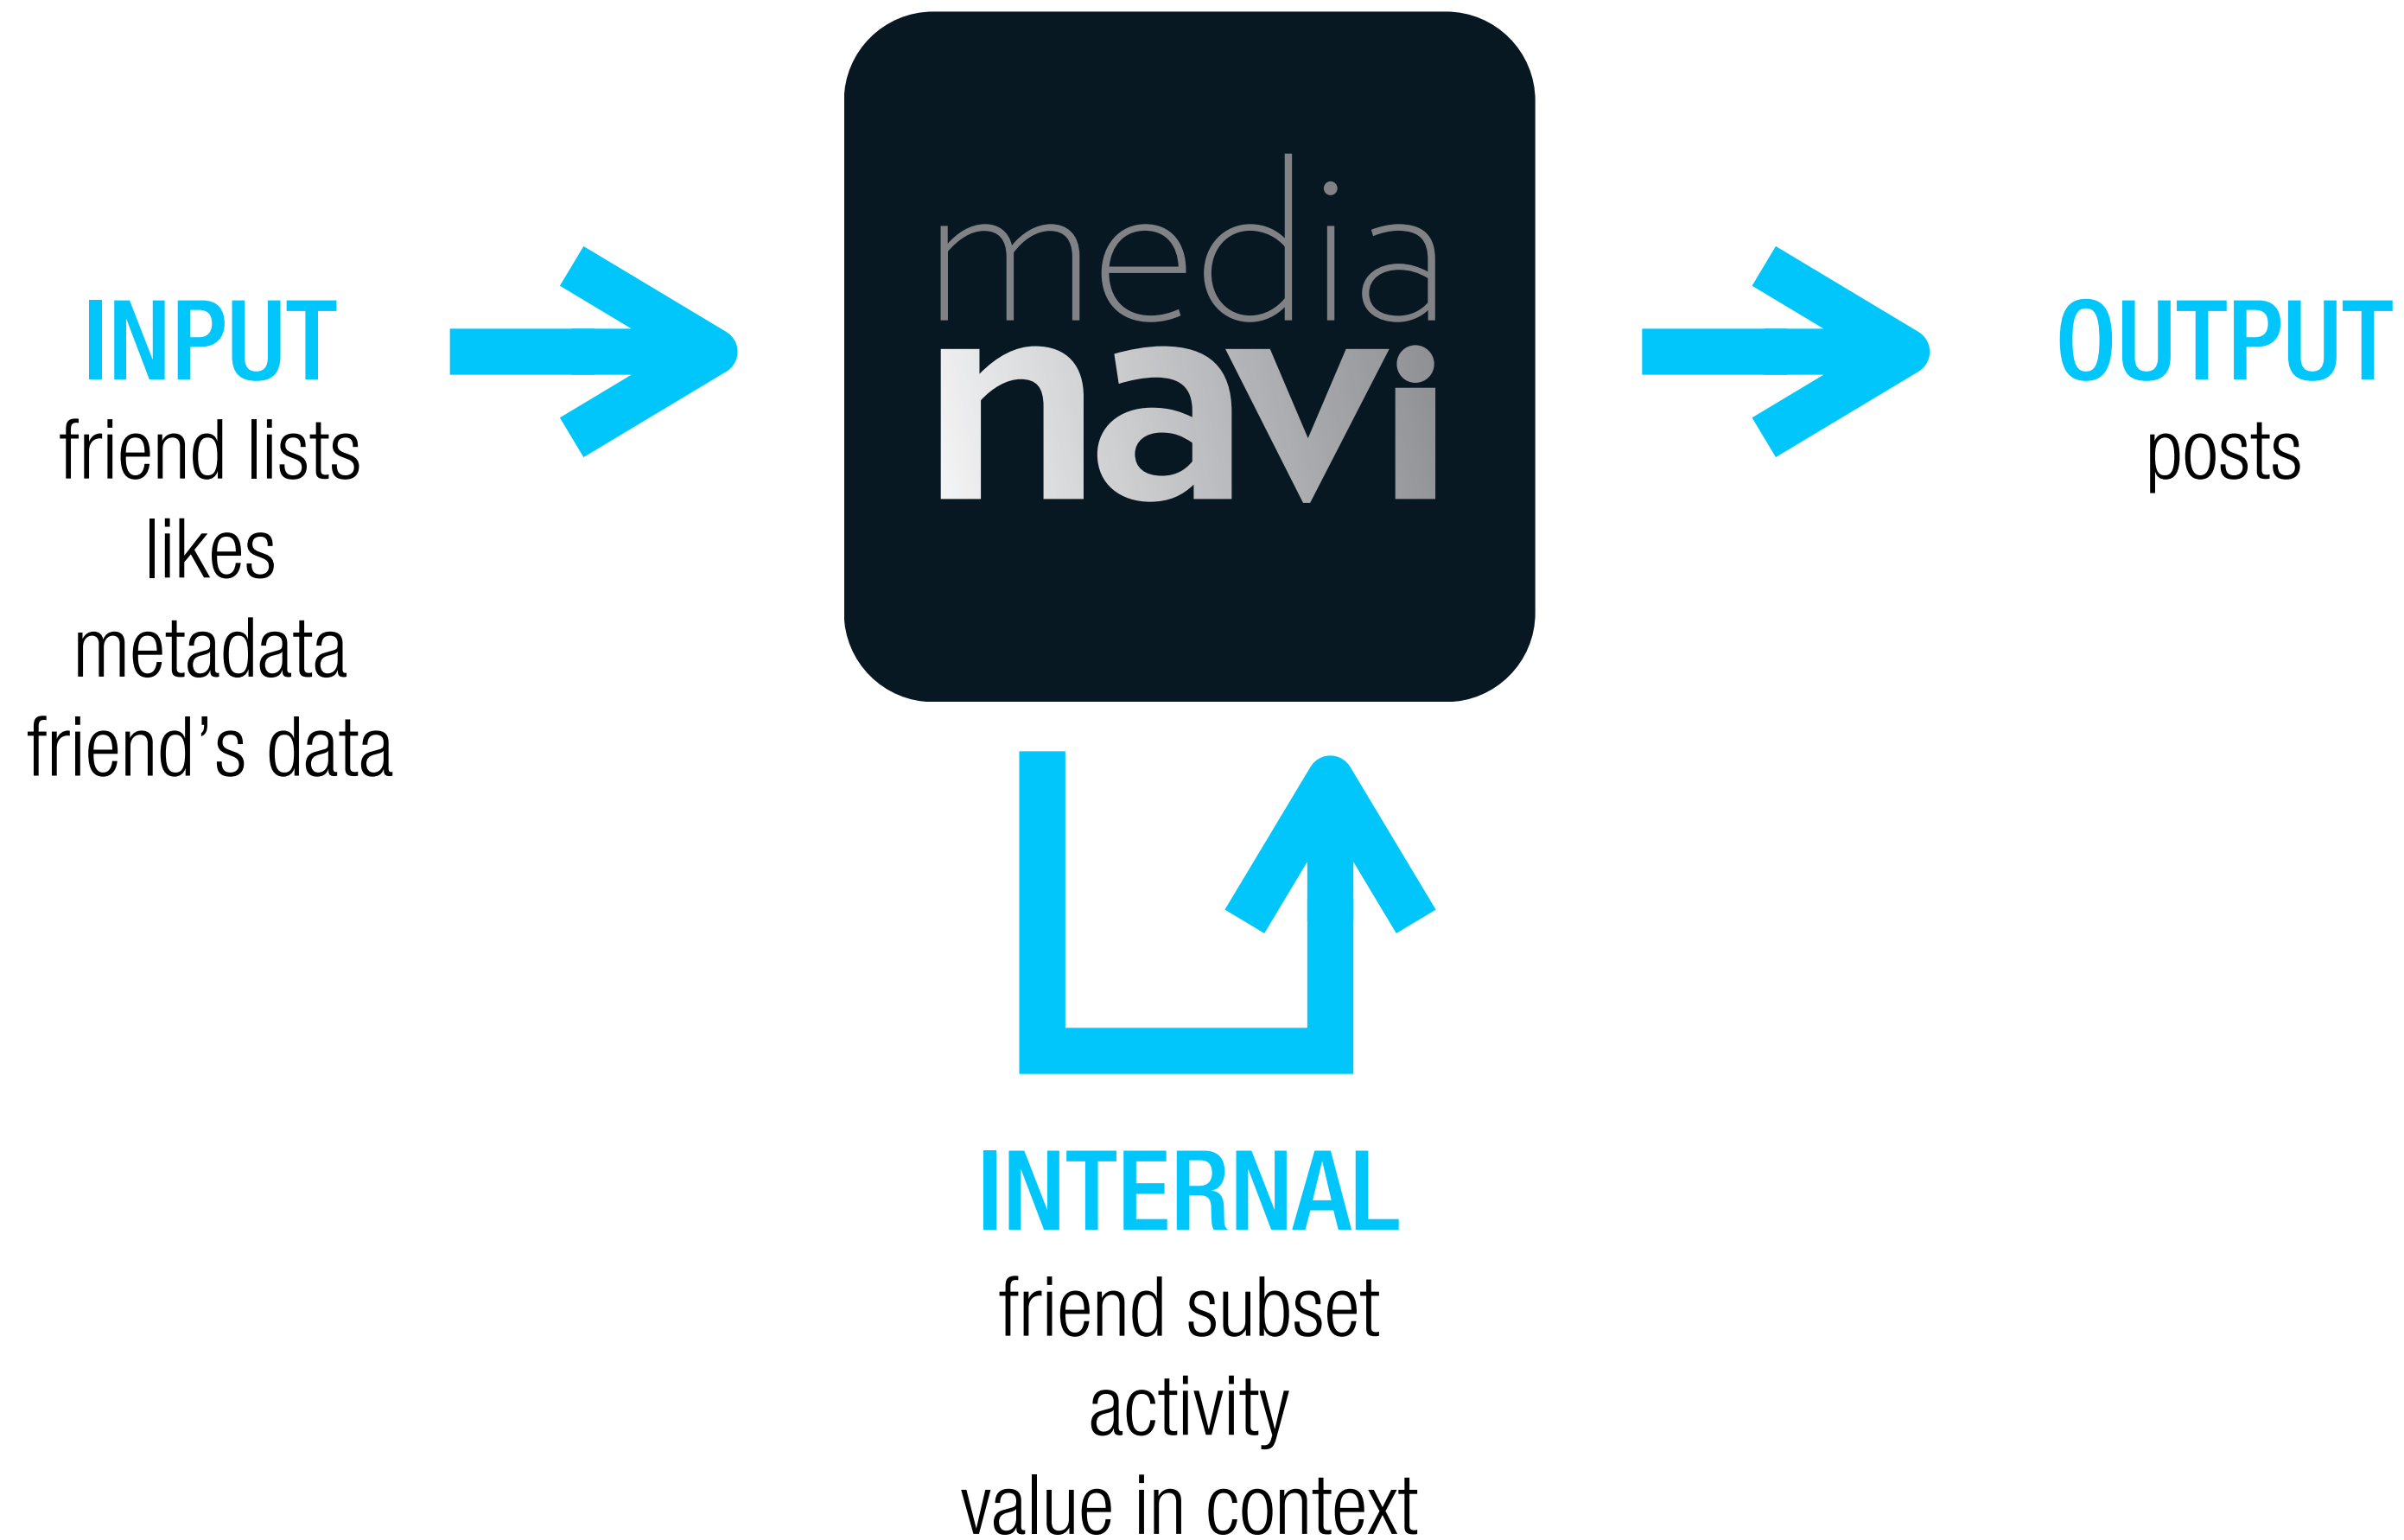 media
navi
INPUT
friend lists
likes
metadata
friend’s data
OUTPUT
posts
INTERNAL
friend subset
activity
value in context